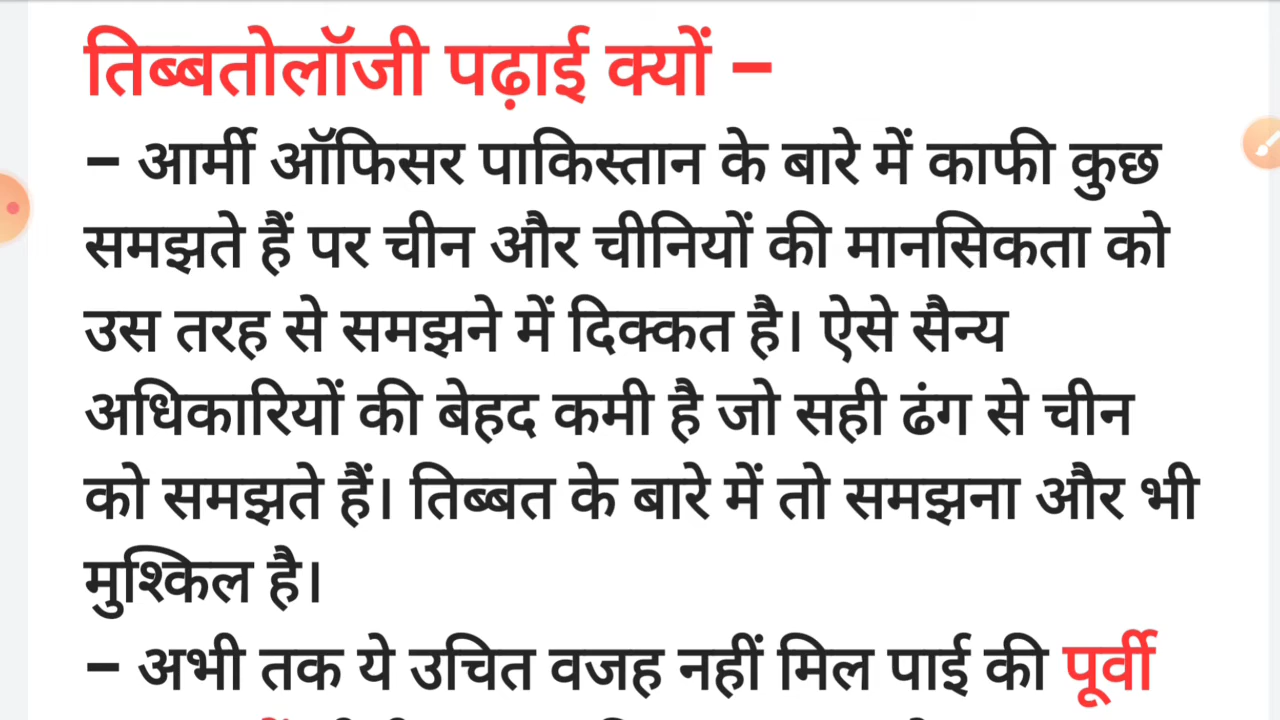 तिब्बतोलॉजी पढ़ाई क्यों –
– आर्मी ऑफिसर पाकिस्तान के बारे में काफी कुछ
समझते हैं पर चीन और चीनियों की मानसिकता को
उस तरह से समझने में दिक्कत है। ऐसे सैन्य
अधिकारियों की बेहद कमी है जो सही ढंग से चीन
को समझते हैं। तिब्बत के बारे में तो समझना और भी
मुश्किल है।
– अभी तक ये उचित वजह नहीं मिल पाई की पूर्वी